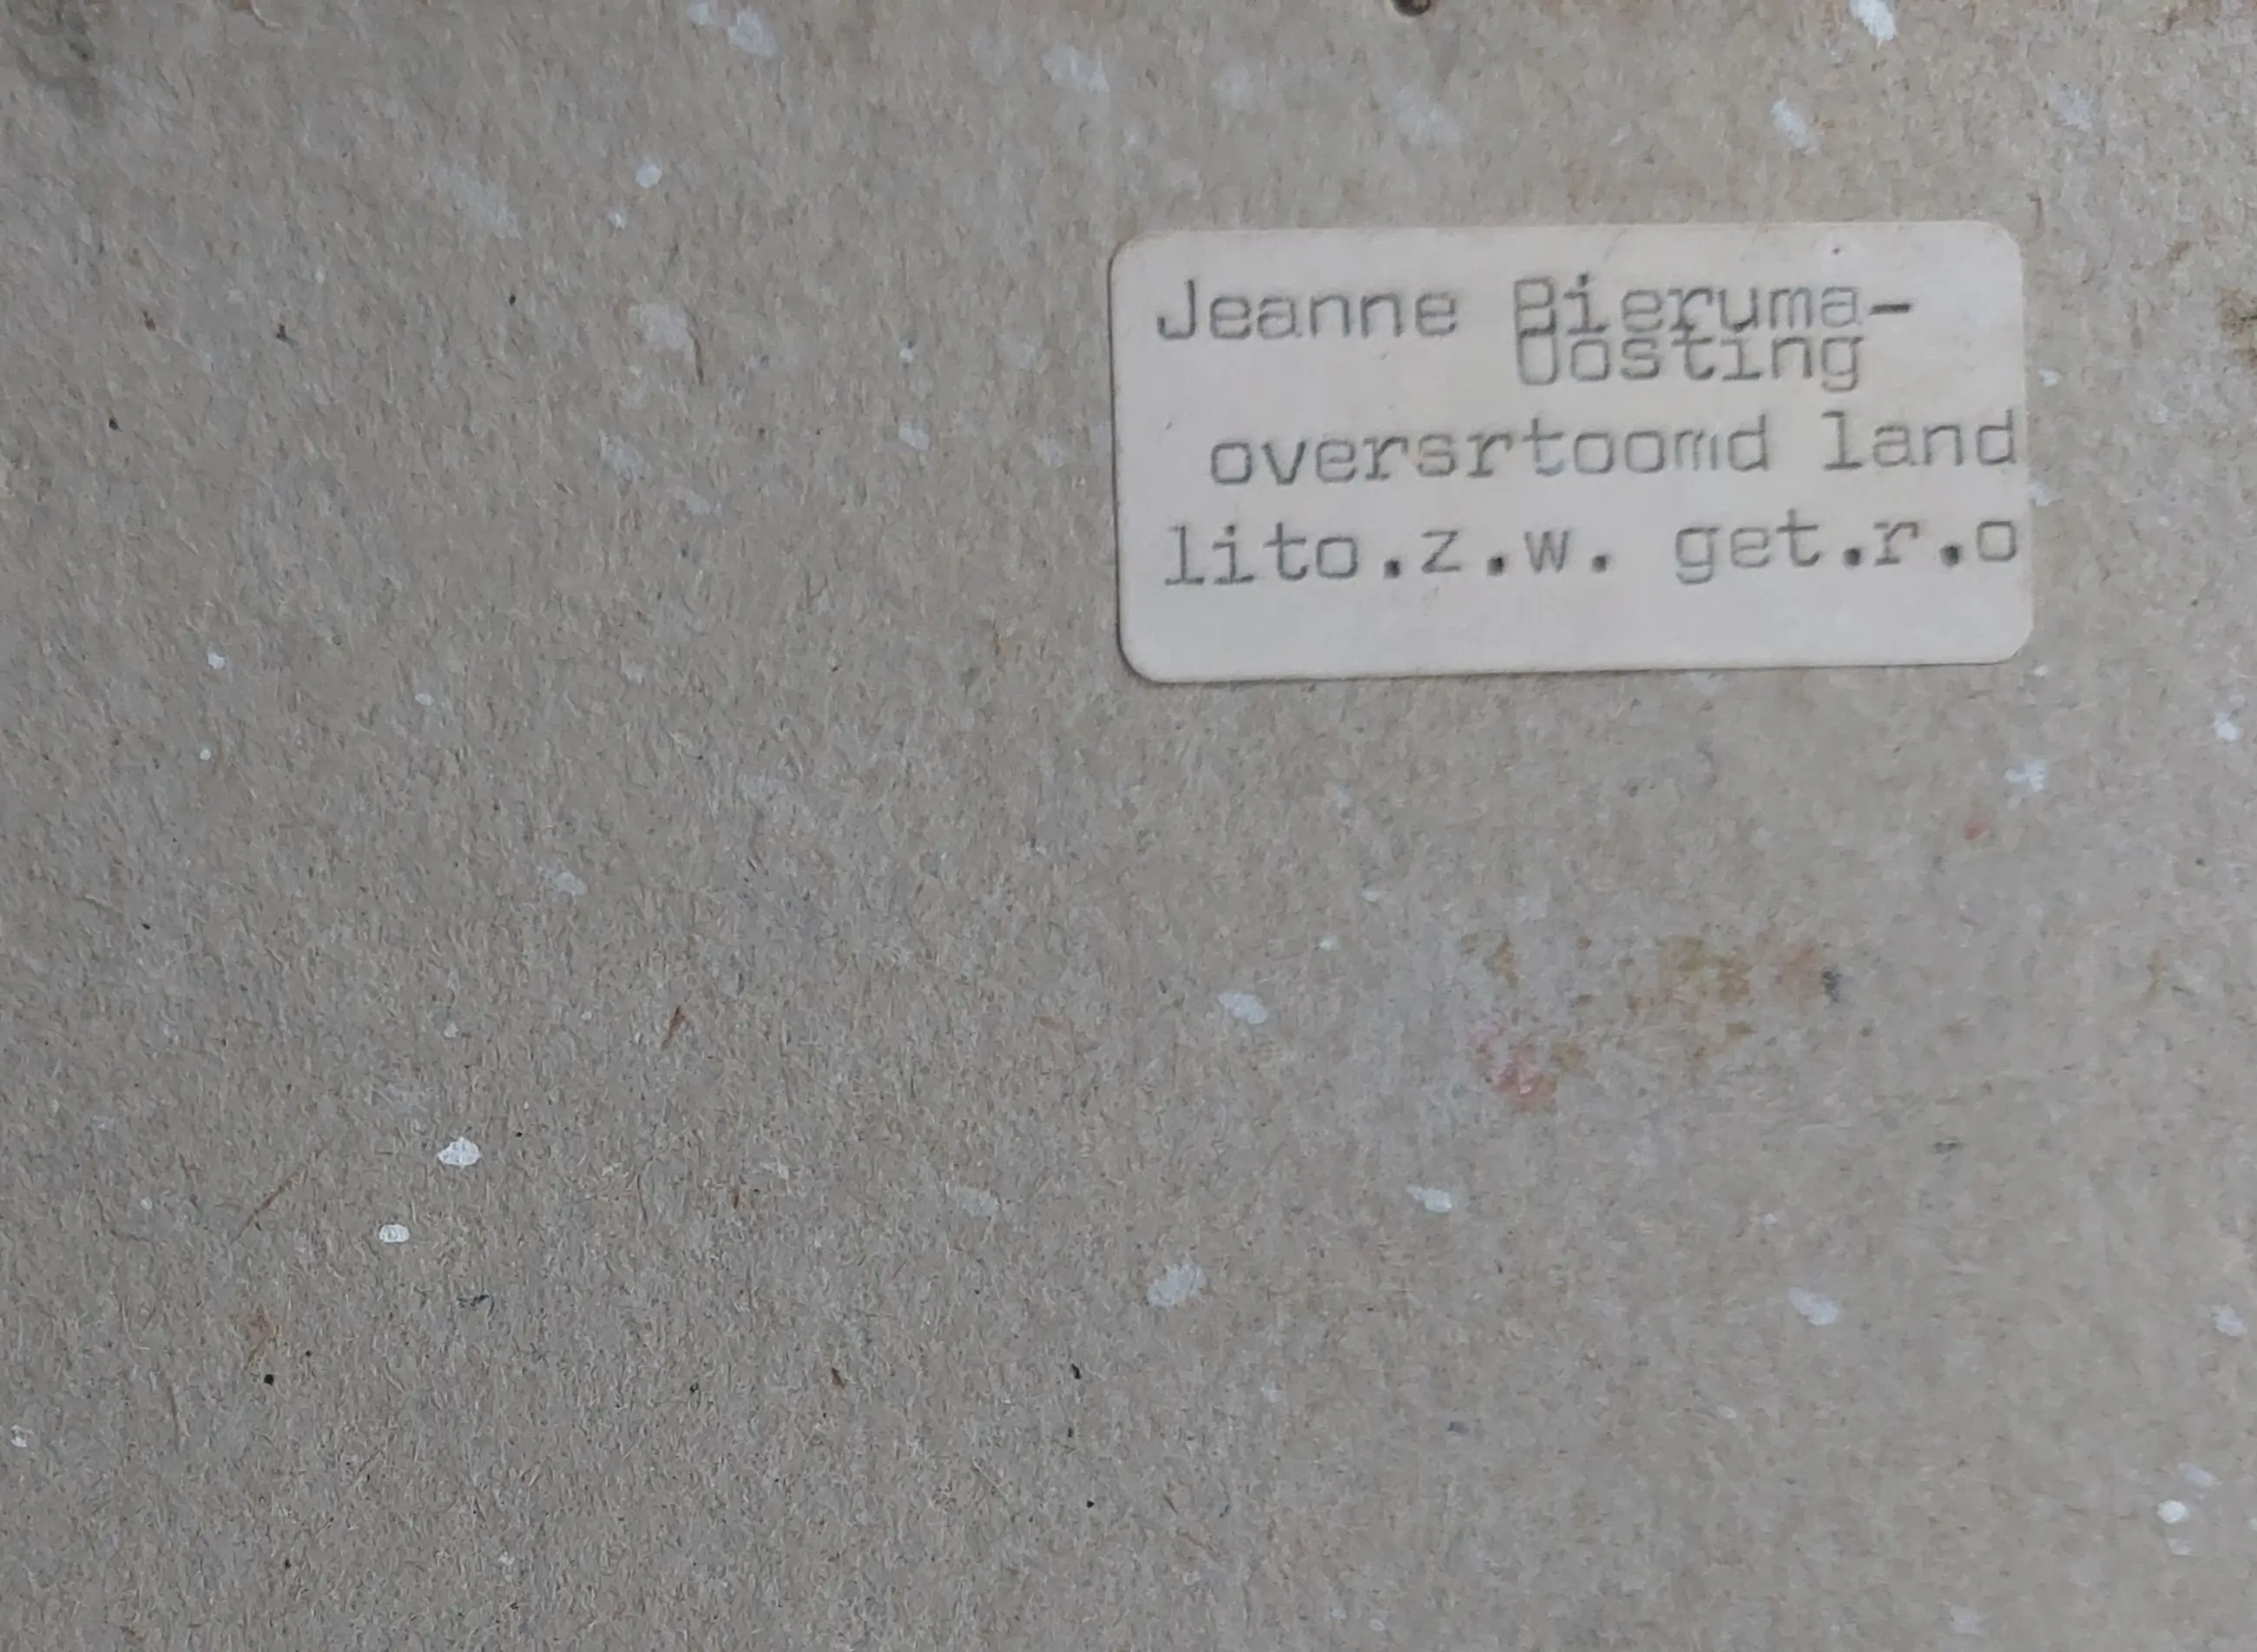 Jeanne Bieruma-
Oosting
oversrtoomd land
lito.z.w. get.r.o